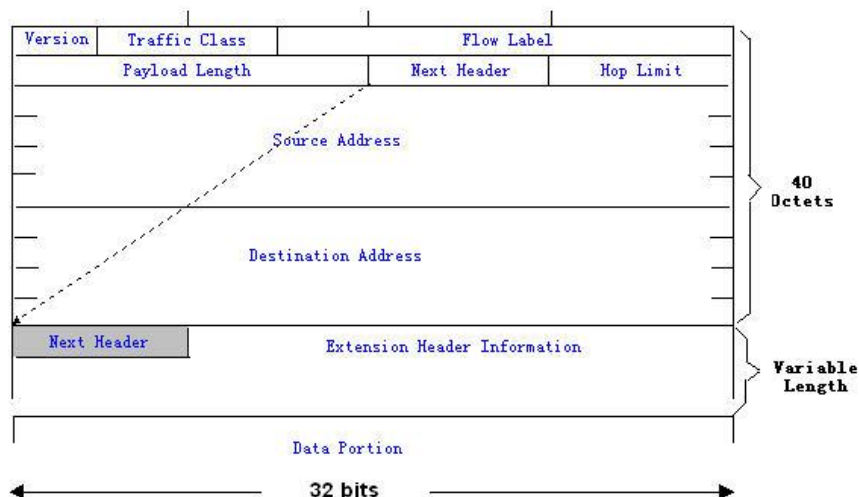 Version Traffic Class Flow Label
Payload Length Next Header Hop Limit
Source Address
40
Octets
Destination Address
Next Header Extension Header Information
Variable
Length
Data Portion
32 bits